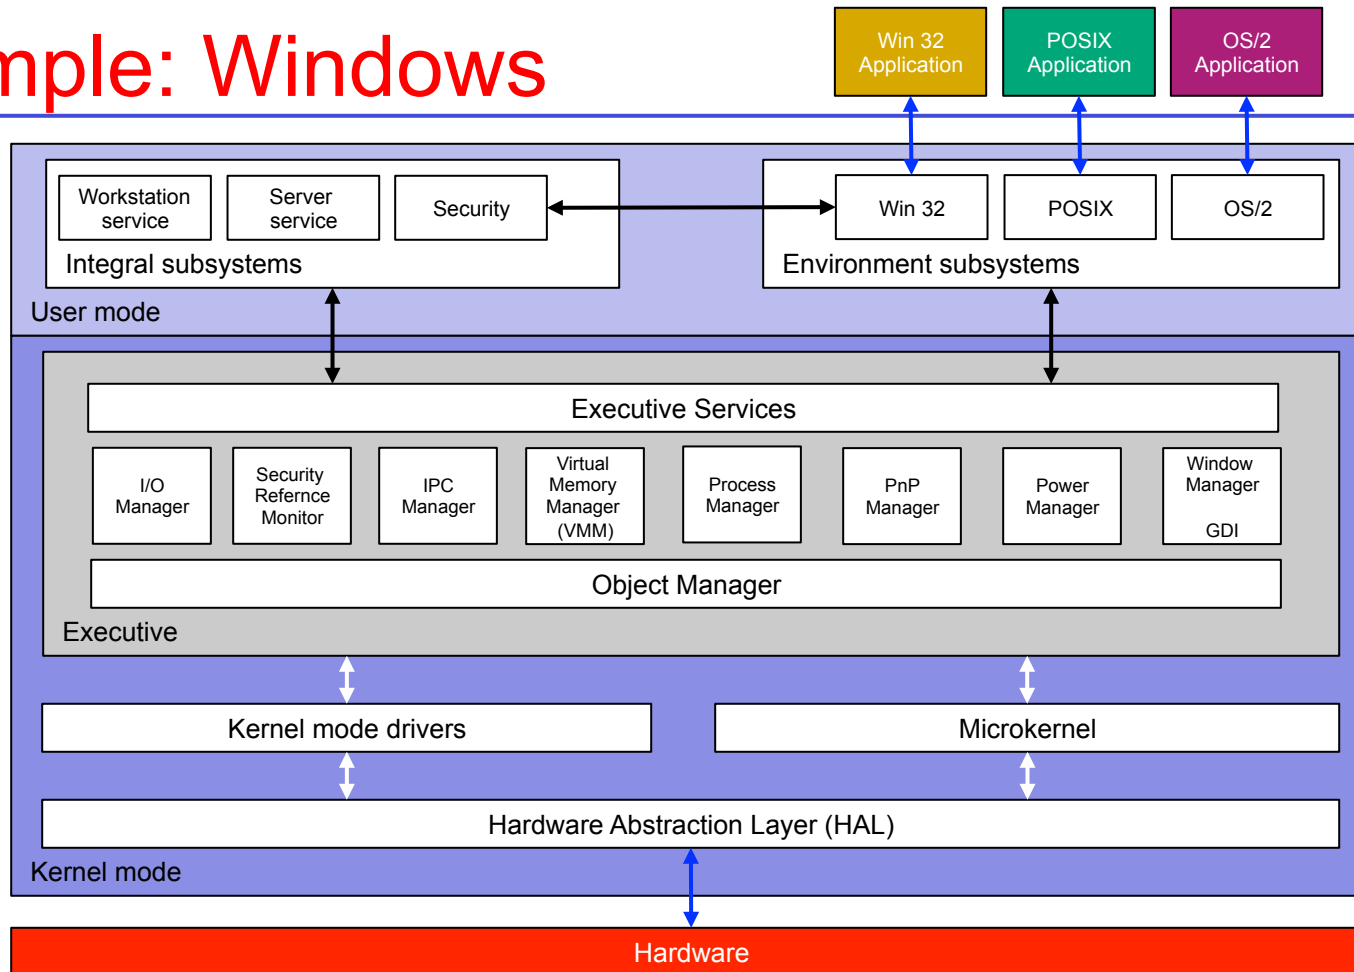 mple: Windows
Win 32
Application
POSIX
Application
OS/2
Application
Workstation
service
Server
service
Security
Integral subsystems
Win 32
POSIX
OS/2
Environment subsystems
User mode
Executive Services
I/O
Manager
Security
Refernce
Monitor
IPC
Manager
Virtual
Memory
Manager
(VMM)
Process
Manager
PnP
Manager
Power
Manager
Window
Manager
GDI
Object Manager
Executive
Kernel mode drivers
Microkernel
Hardware Abstraction Layer (HAL)
Kernel mode
Hardware